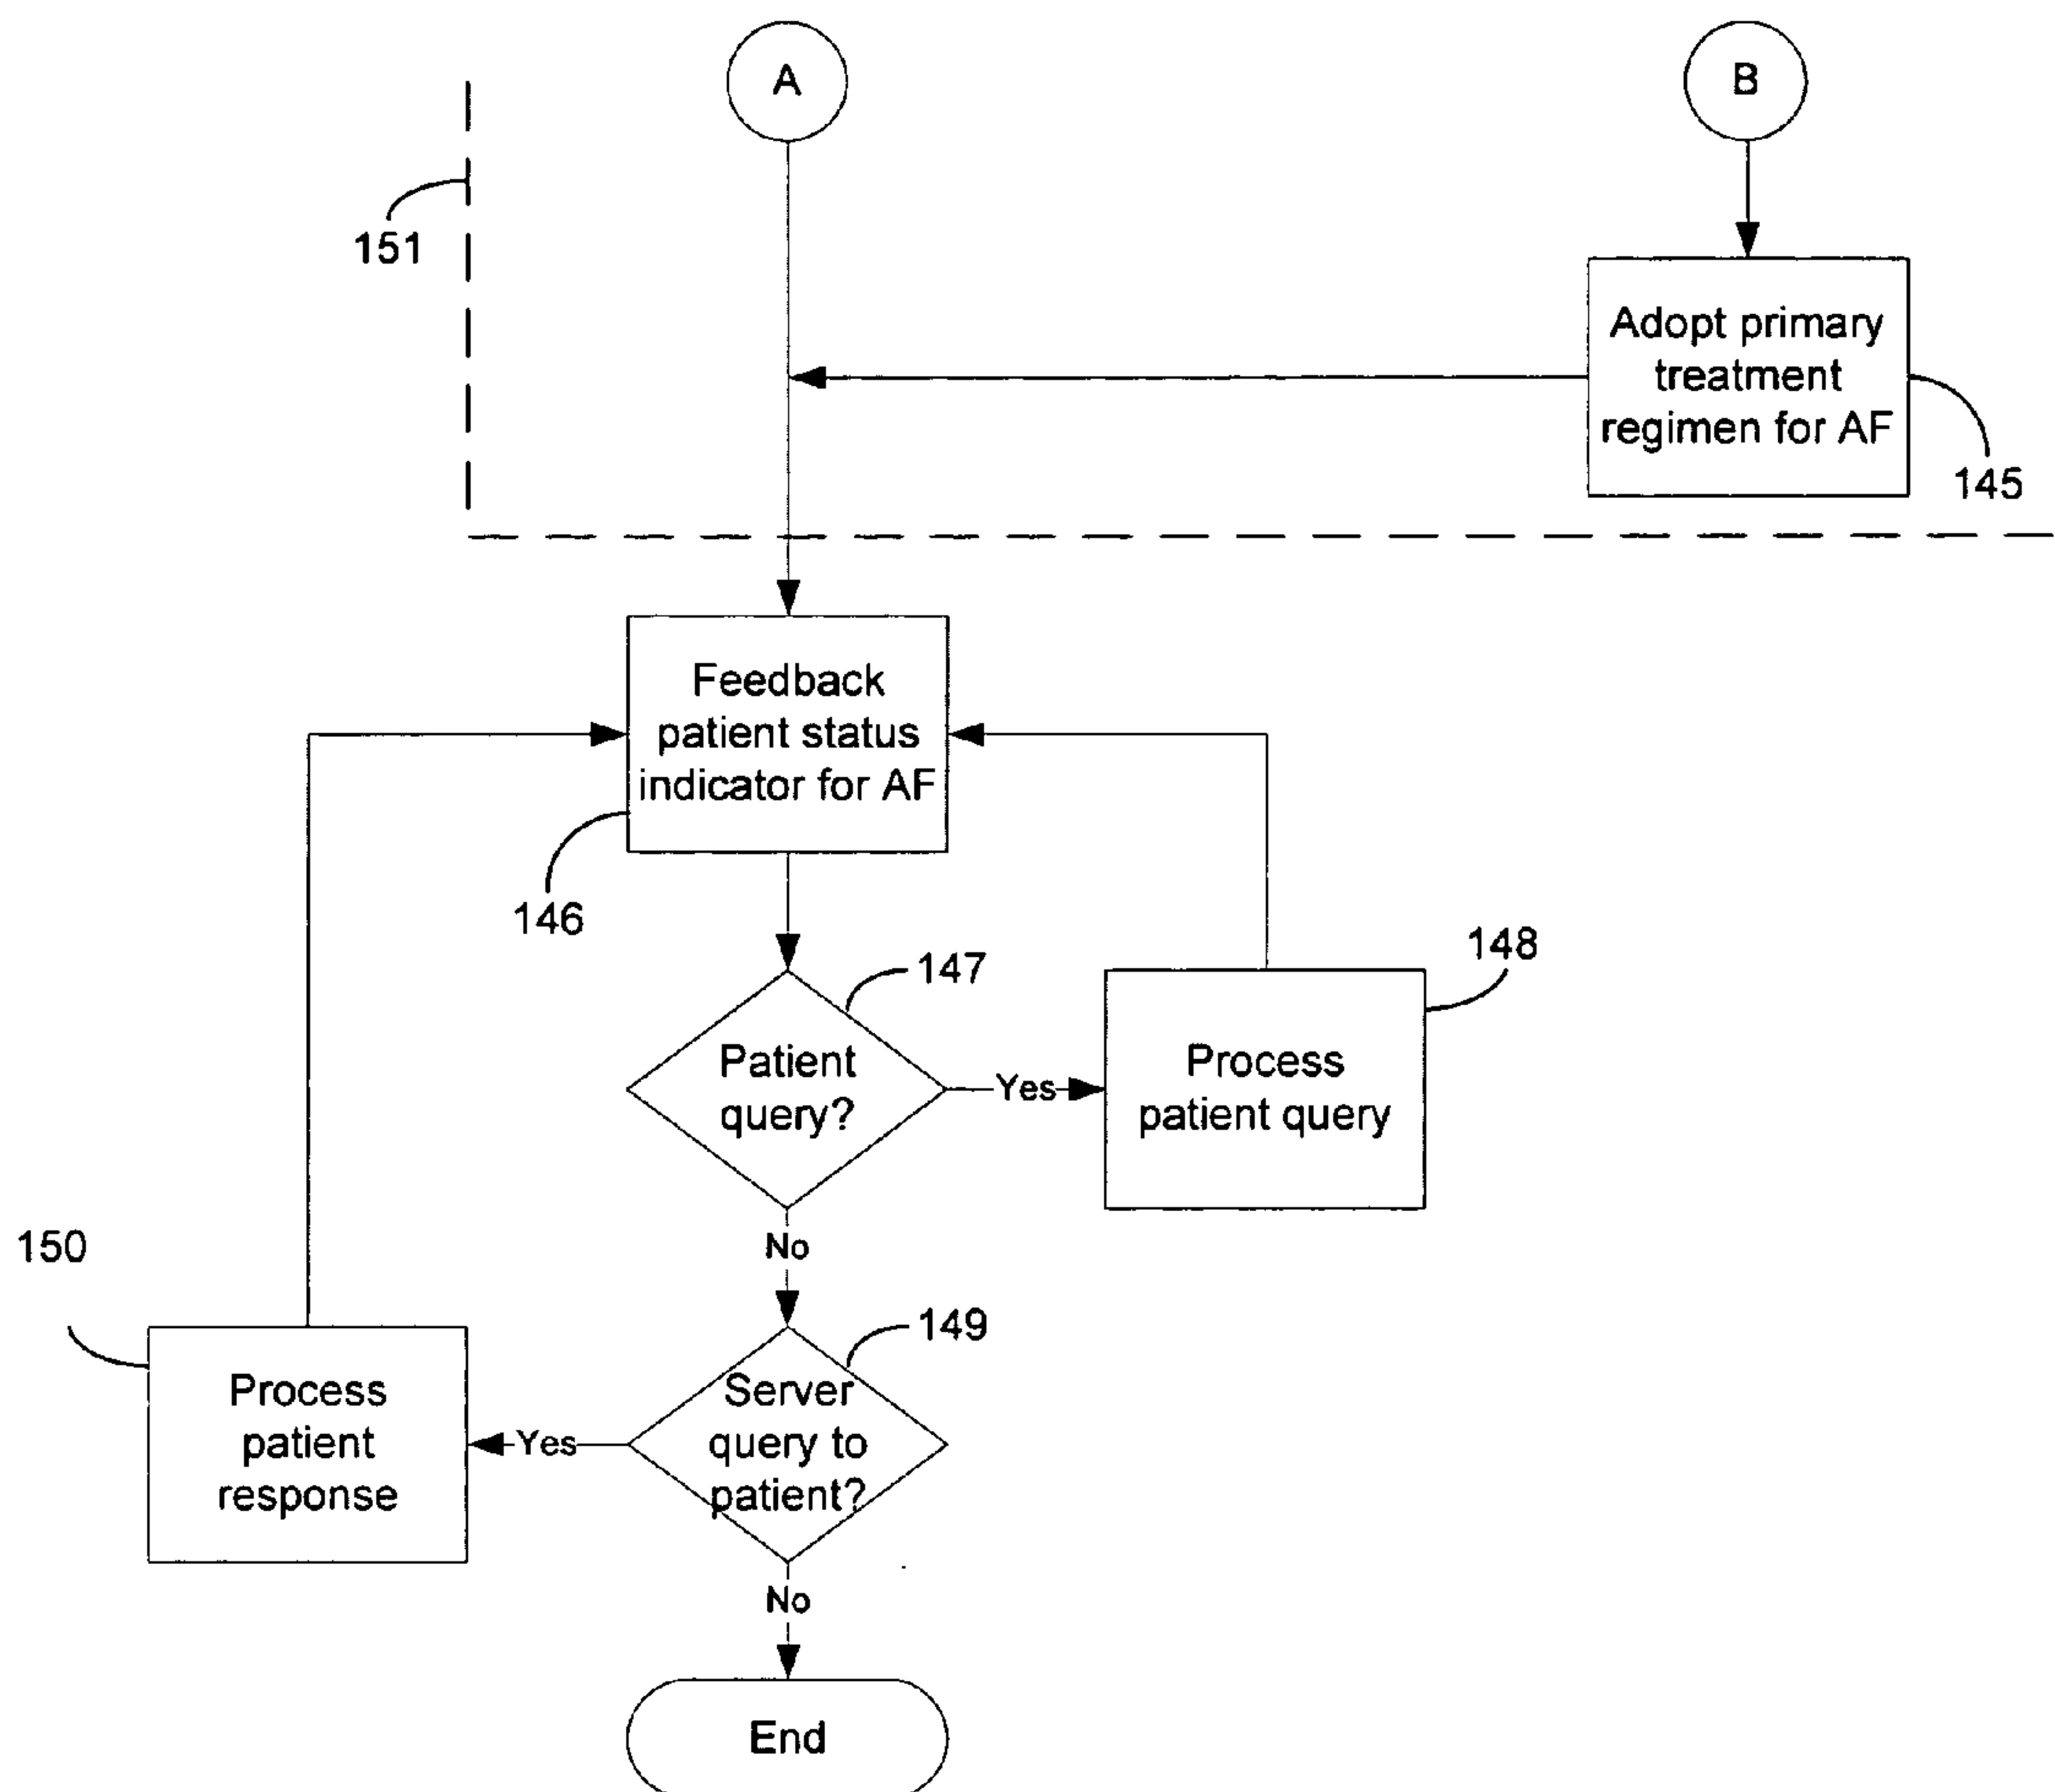 A
B
151
Adopt primary
treatment
regimen for AF
145
Feedback
patient status
indicator for AF
146
147
148
Patient
query?
Yes
Process
patient query
No
150
149
Server
query to
patient?
Yes
Process
patient
response
No
End